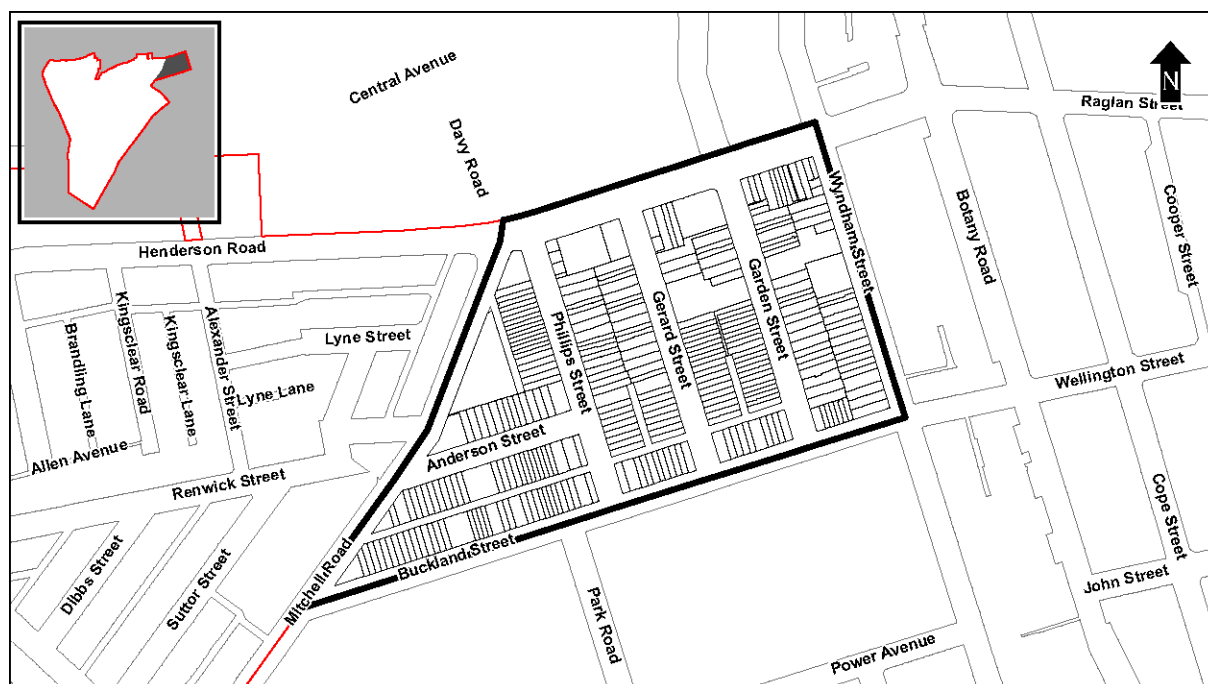 Central Avenue
Davy Road
N
Raglan Street
Henderson Road
Wyndham Street
Botany Road
Cooper Street
Kingsclear Road
Kingsclear Lane
Alexander Street
Brandling Lane
Lyne Street
Lyne Lane
Phillips Street
Gerard Street
Garden Street
Wellington Street
Allen Avenue
Anderson Street
Renwick Street
Cope Street
Dibbs Street
Suttor Street
Mitchell Road
Buckland Street
Park Road
John Street
Power Avenue